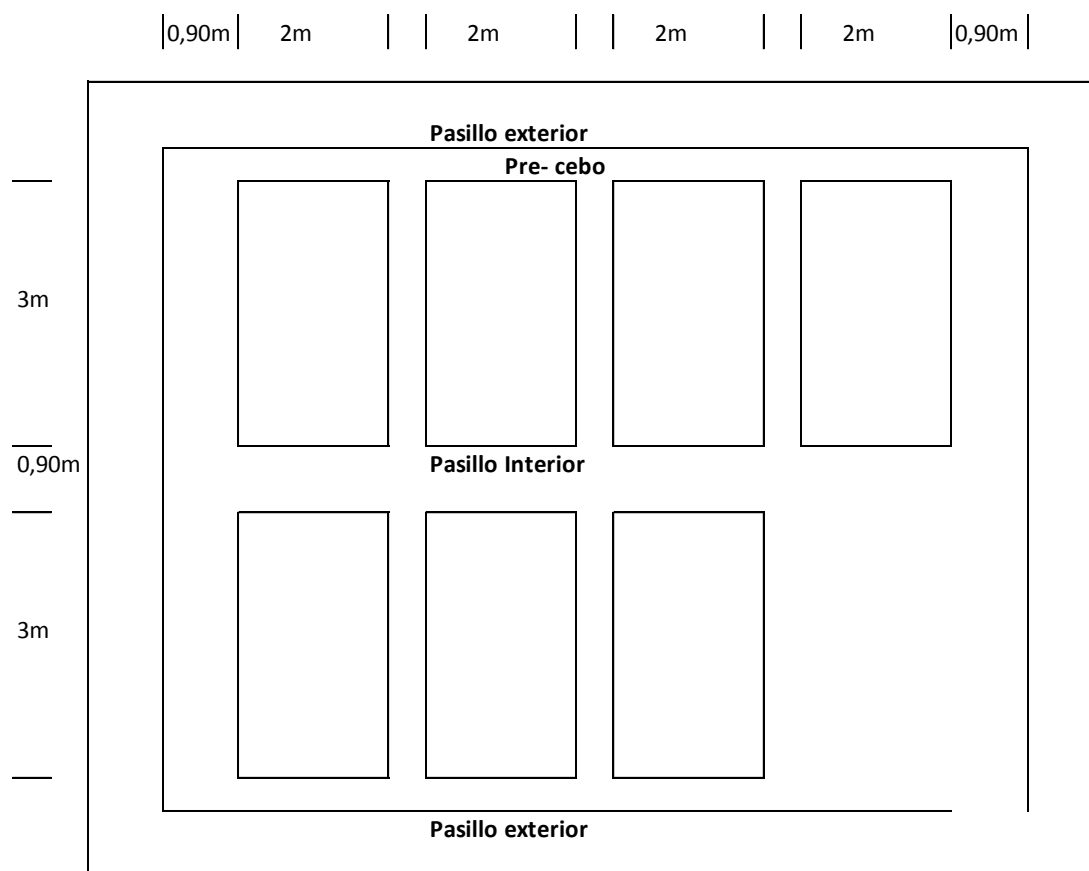 0,90m 2m 2m 2m 2m 0,90m
Pasillo exterior
Pre- cebo
3m
0,90m Pasillo Interior
3m
Pasillo exterior